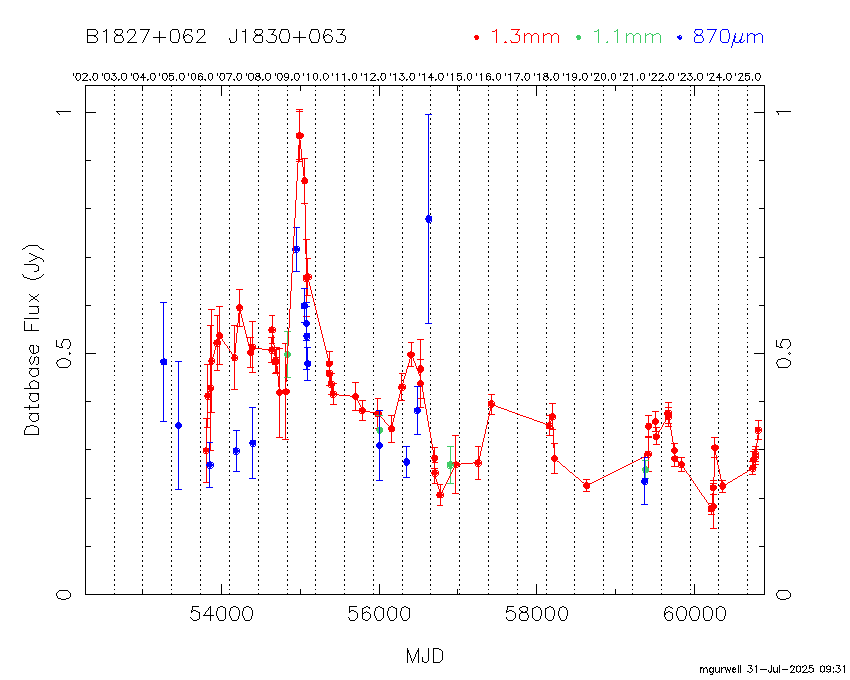 B1827+062 J1830+063 1.3mm 1.1mm 870μm
'02.0 '03.0 '04.0 '05.0 '06.0 '07.0 '08.0 '09.0 '10.0 '11.0 '12.0 '13.0 '14.0 '15.0 '16.0 '17.0 '18.0 '19.0 '20.0 '21.0 '22.0 '23.0 '24.0 '25.0
1 1
Database Flux (Jy)
0.5 0.5
0 0
54000 56000 58000 60000
MJD
mgurwell 31-Jul-2025 09:31